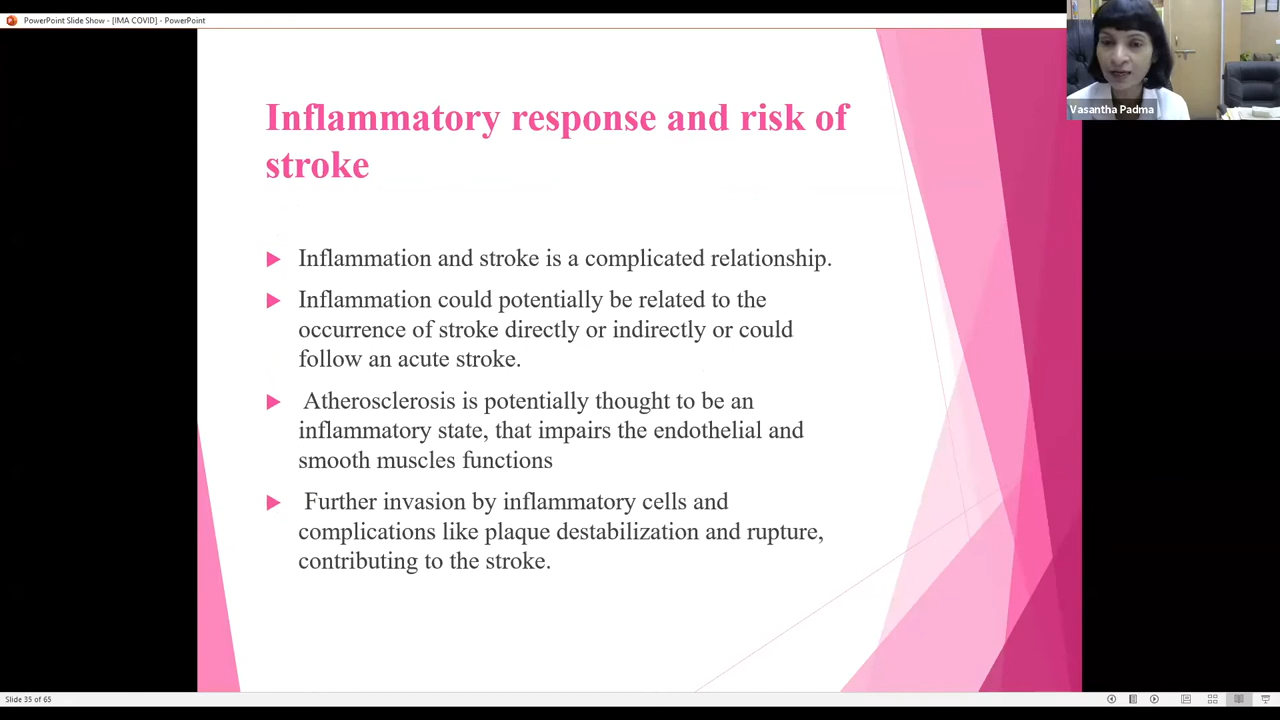 PowerPoint Slide Show - [IMA COVID] - PowerPoint
Vasantha Padma
Inflammatory response and risk of
stroke
Inflammation and stroke is a complicated relationship.
Inflammation could potentially be related to the
occurrence of stroke directly or indirectly or could
follow an acute stroke.
Atherosclerosis is potentially thought to be an
inflammatory state, that impairs the endothelial and
smooth muscles functions
Further invasion by inflammatory cells and
complications like plaque destabilization and rupture,
contributing to the stroke.
Slide 35 of 65